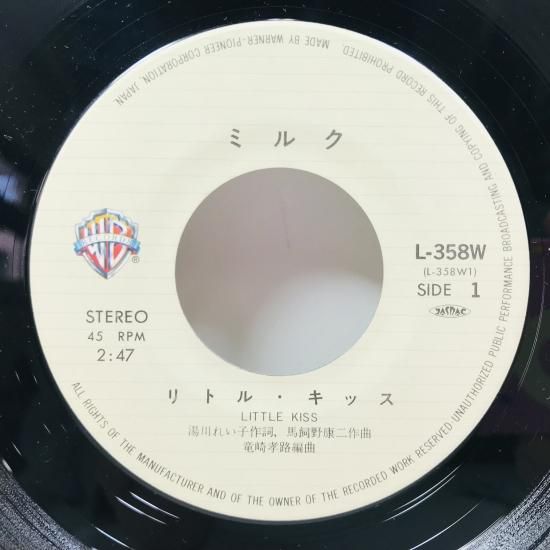 MADE BY WARNER-PIONEER CORPORATION, JAPAN.
ミルク
WB
RECORDS
®
L-358W
(L-358W1)
SIDE 1
JASRAC
STEREO
45 RPM
2:47
リトル・キッス
LITTLE KISS
湯川れい子作詞、馬飼野康二作曲
竜崎孝路編曲
ALL RIGHTS OF THE MANUFACTURER AND OF THE OWNER OF THE RECORDED WORK RESERVED UNAUTHORIZED PUBLIC PERFORMANCE BROADCASTING AND COPYING OF THIS RECORD PROHIBITED.